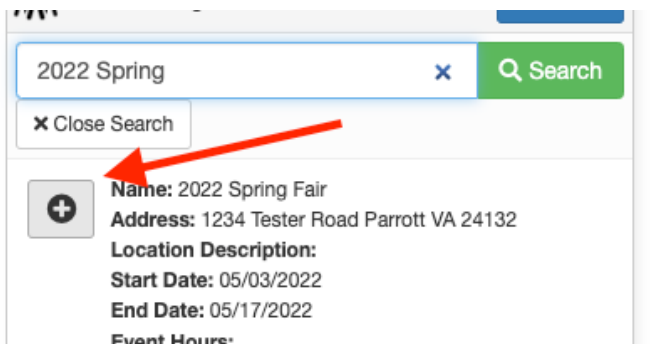 2022 Spring
Search
Close Search
Name: 2022 Spring Fair
Address: 1234 Tester Road Parrott VA 24132
Location Description:
Start Date: 05/03/2022
End Date: 05/17/2022
Event Hours: